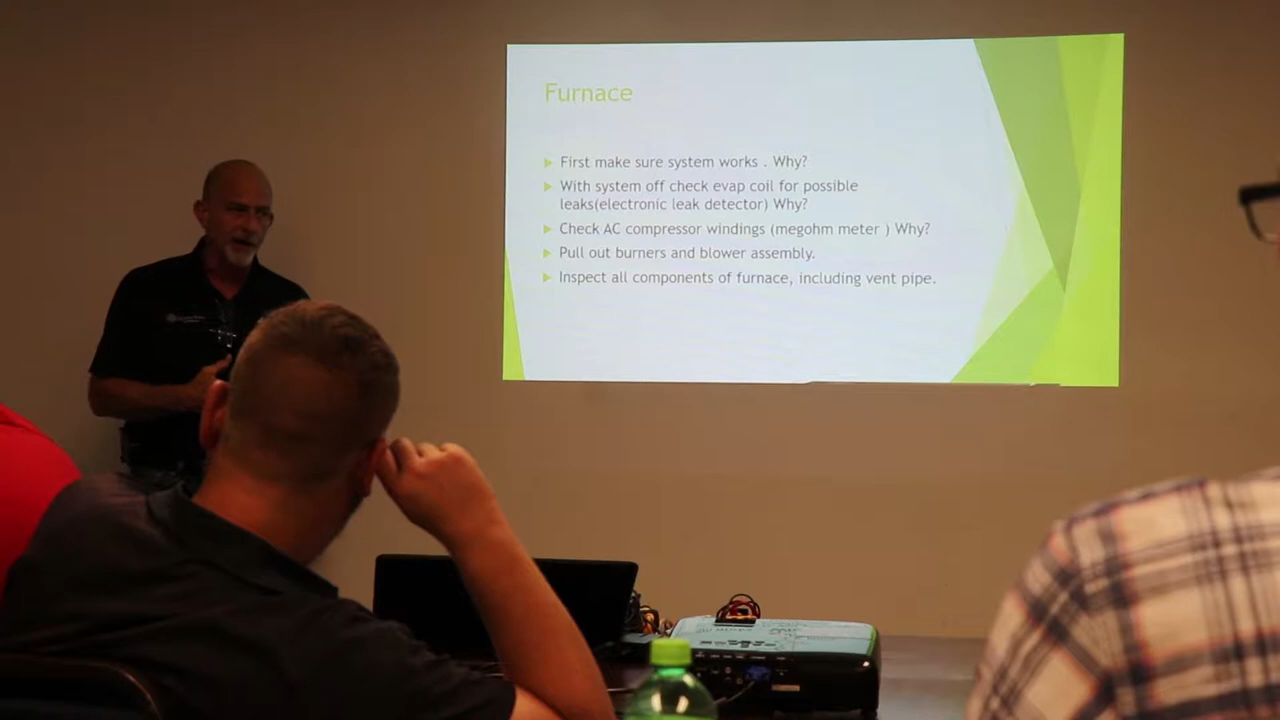 Furnace
First make sure system works . Why?
With system off check evap coil for possible
leaks(electronic leak detector) Why?
Check AC compressor windings (megohm meter ) Why?
Pull out burners and blower assembly.
Inspect all components of furnace, including vent pipe.